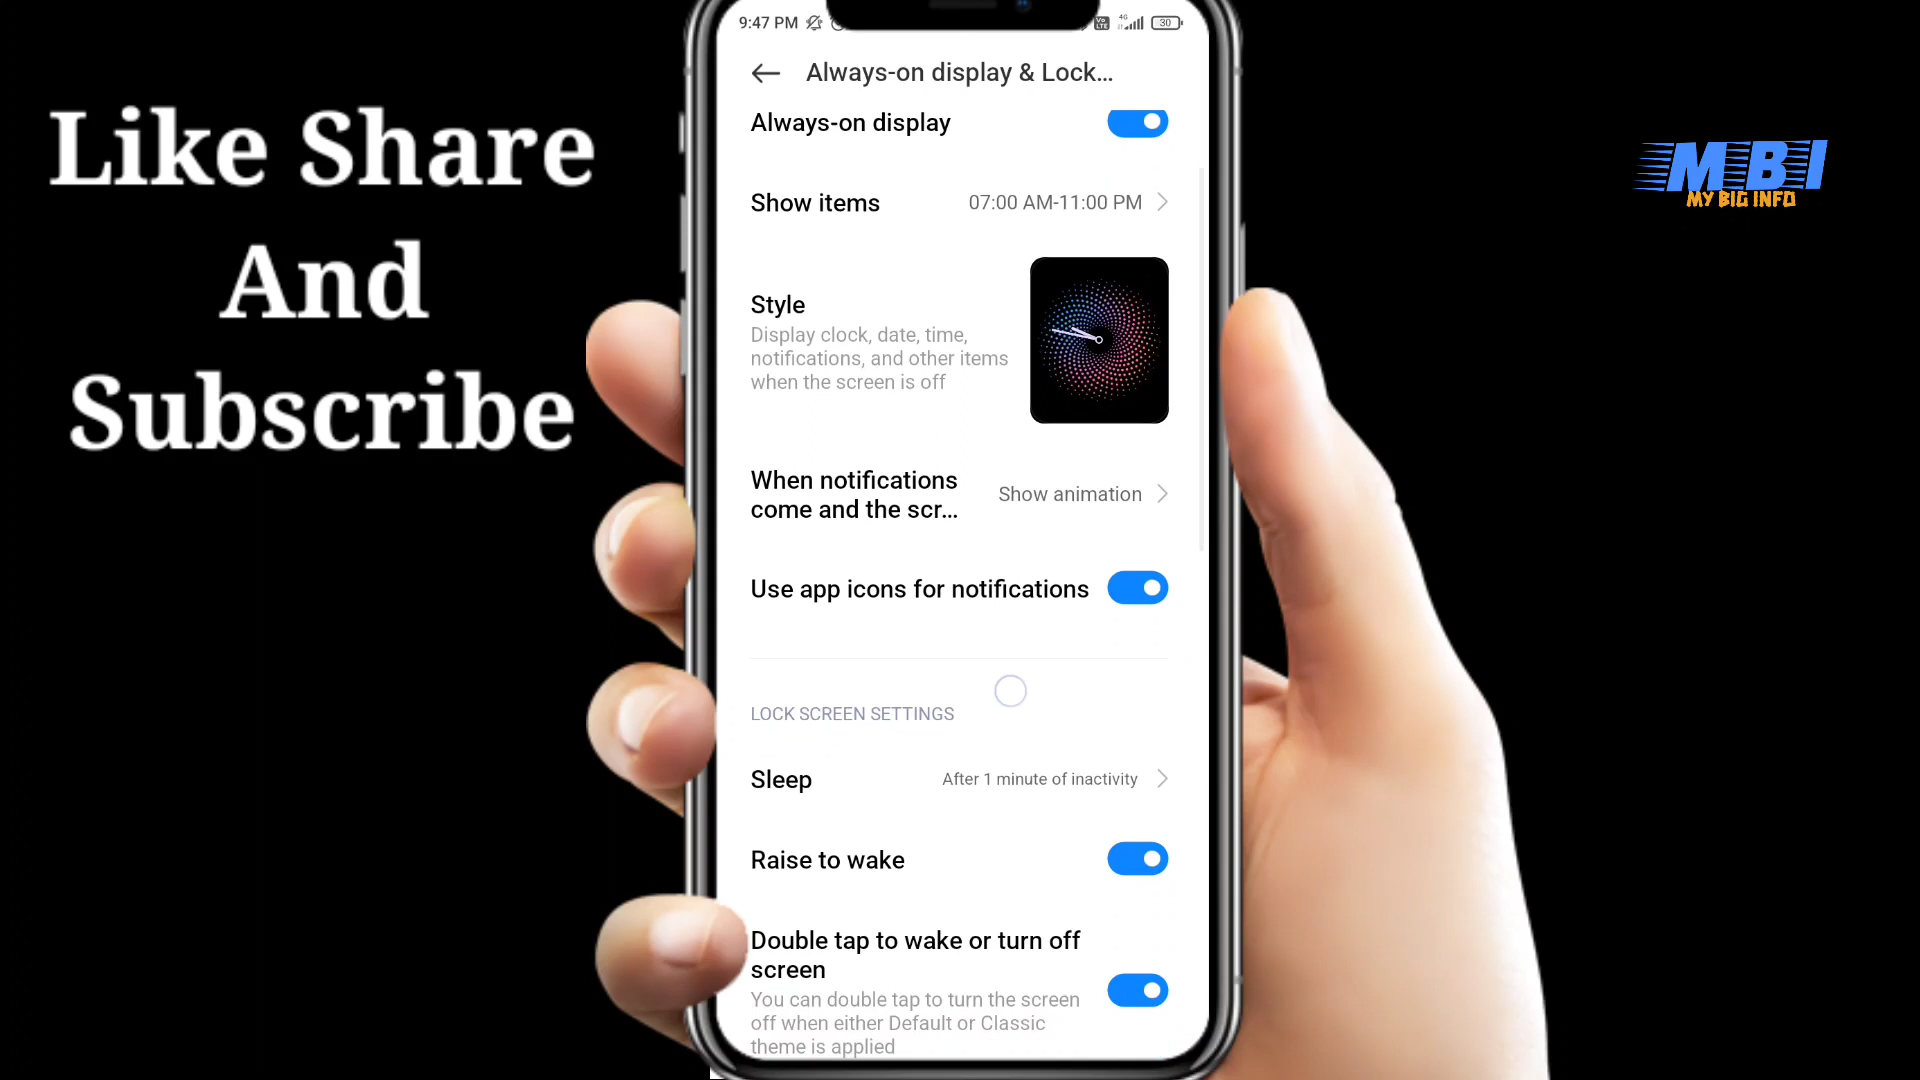 Like Share
And
Subscribe
9:47 PM
Vo
LTE
4G
30
Always-on display & Lock...
Always-on display
Show items
07:00 AM-11:00 PM
Style
Display clock, date, time,
notifications, and other items
when the screen is off
When notifications
come and the scr...
Show animation
Use app icons for notifications
LOCK SCREEN SETTINGS
Sleep
After 1 minute of inactivity
Raise to wake
Double tap to wake or turn off
screen
You can double tap to turn the screen
off when either Default or Classic
theme is applied
MBI
MY BIG INFO